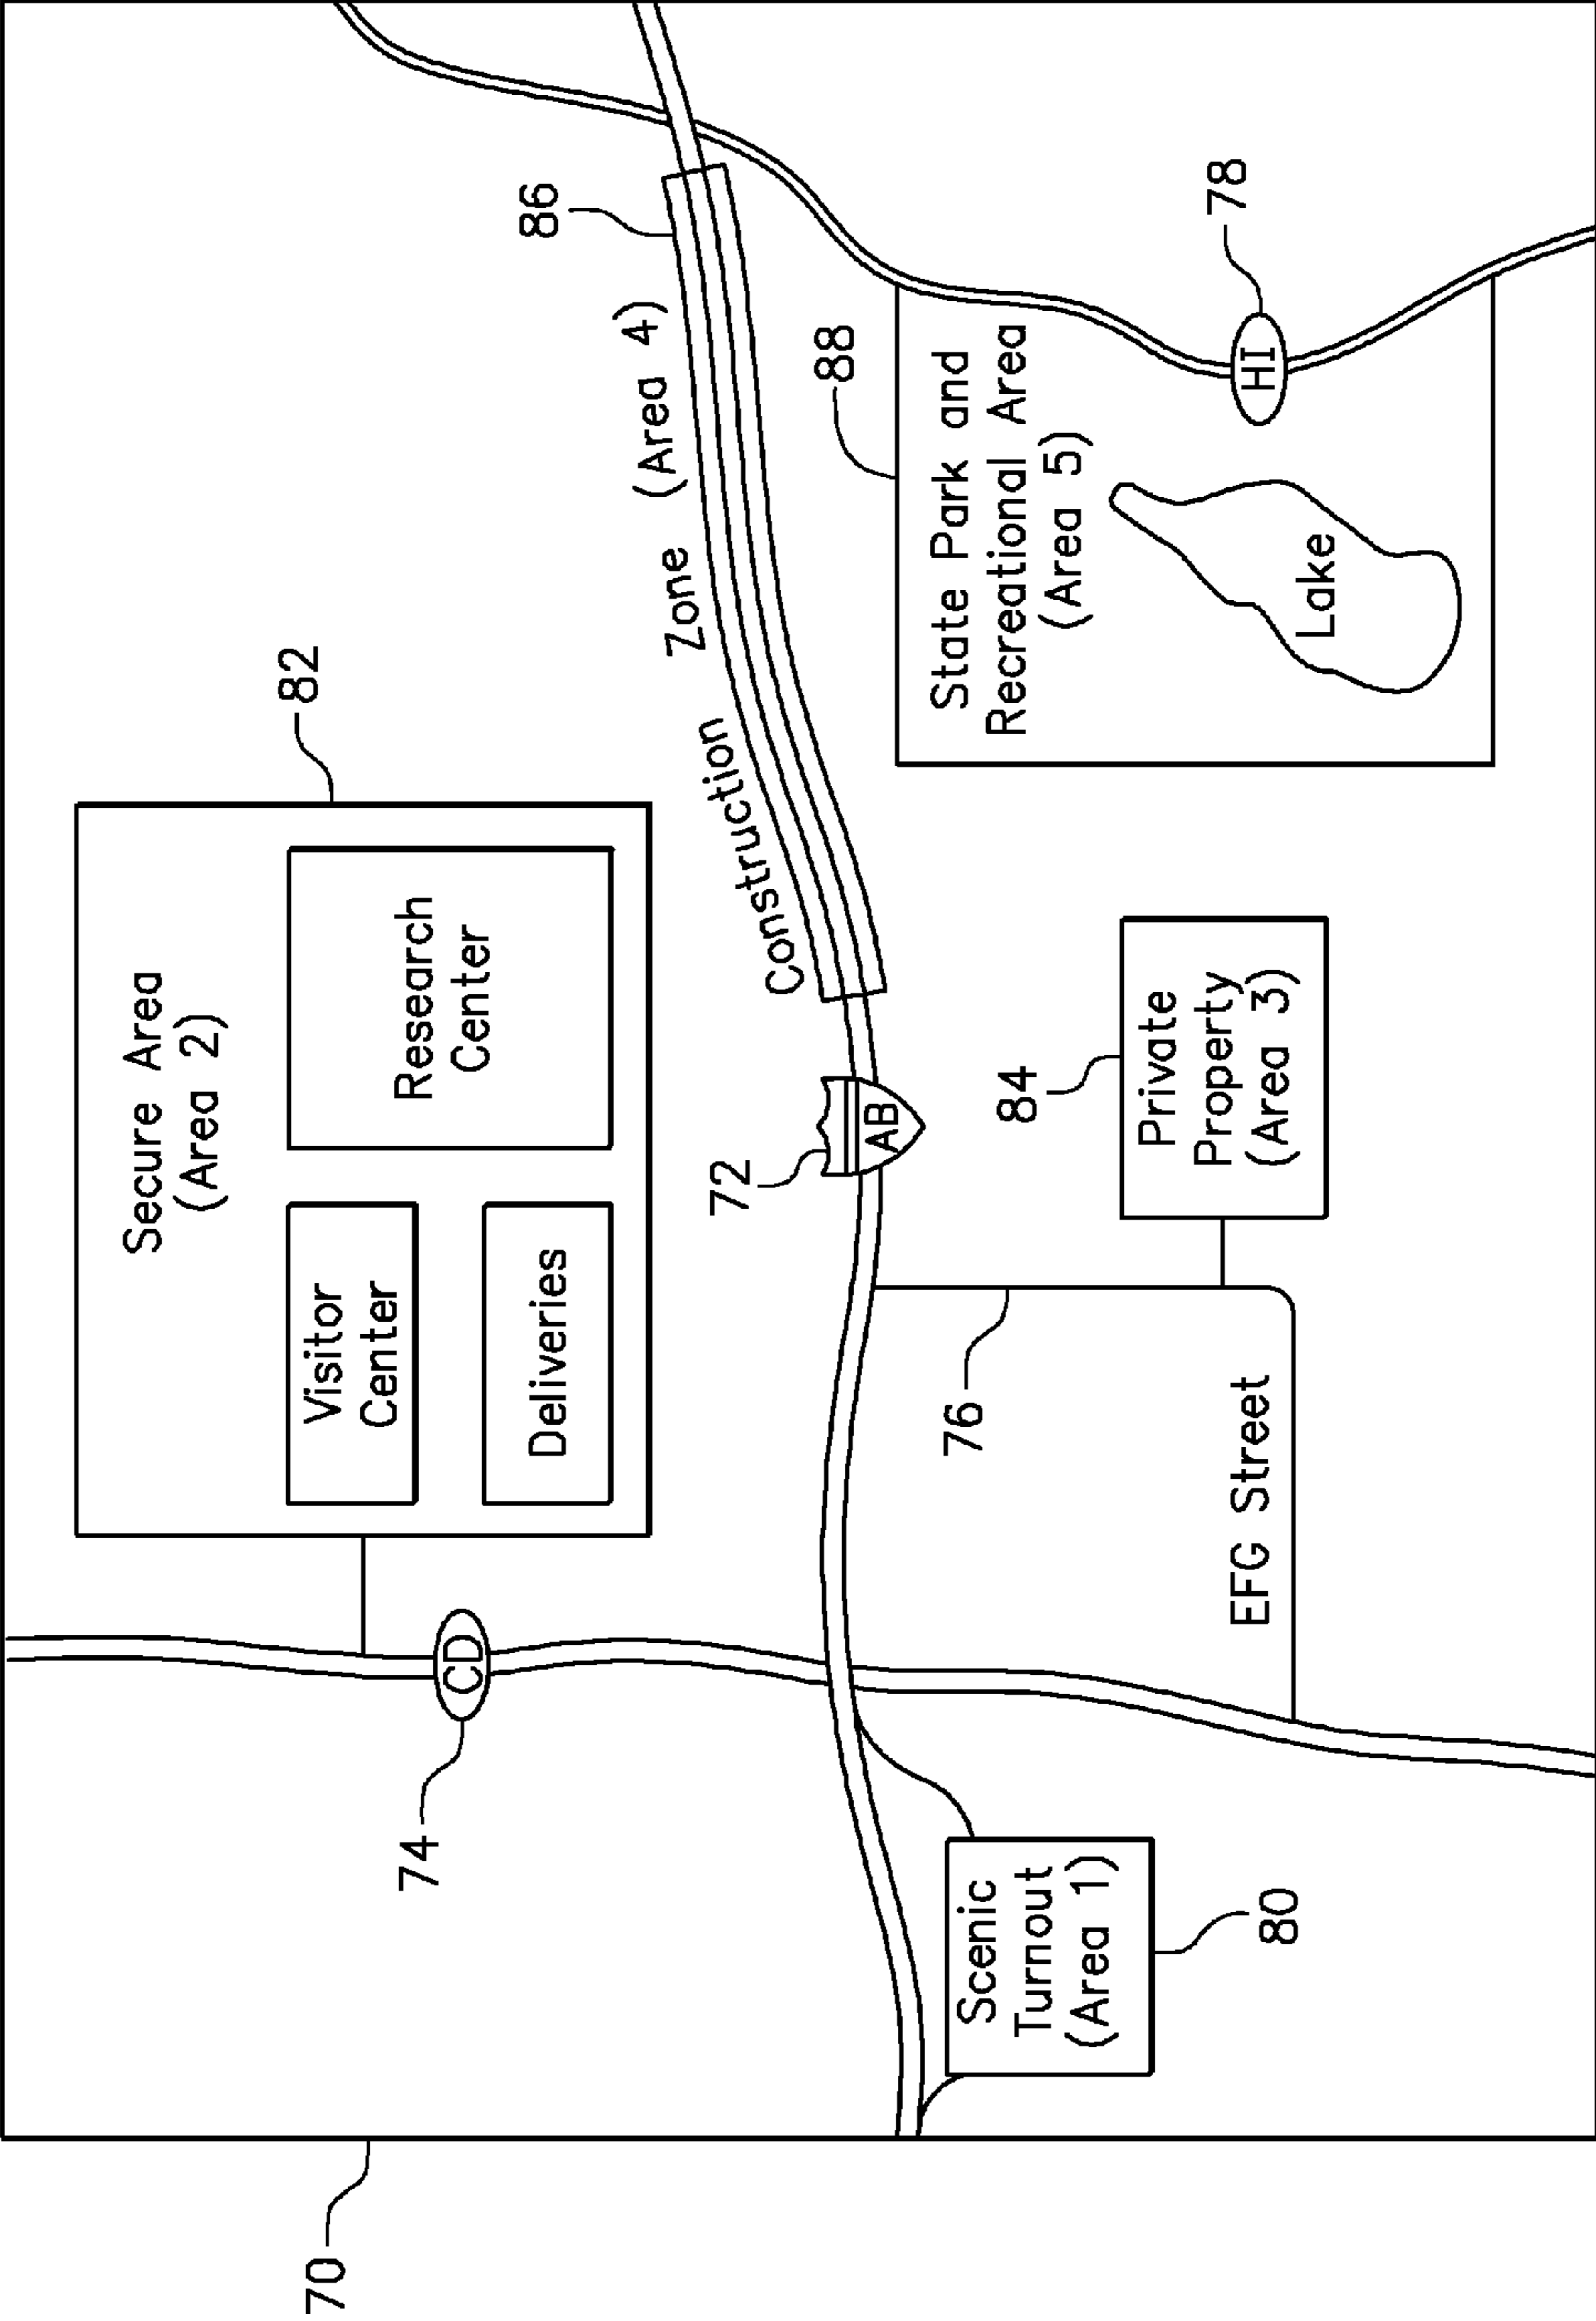 70
74
CD
82
Secure Area
(Area 2)
Visitor
Center
Deliveries
Research
Center
86
Construction Zone (Area 4)
72
AB
80
Scenic
Turnout
(Area 1)
76
EFG Street
84
Private
Property
(Area 3)
88
State Park and
Recreational Area
(Area 5)
Lake
HI
78